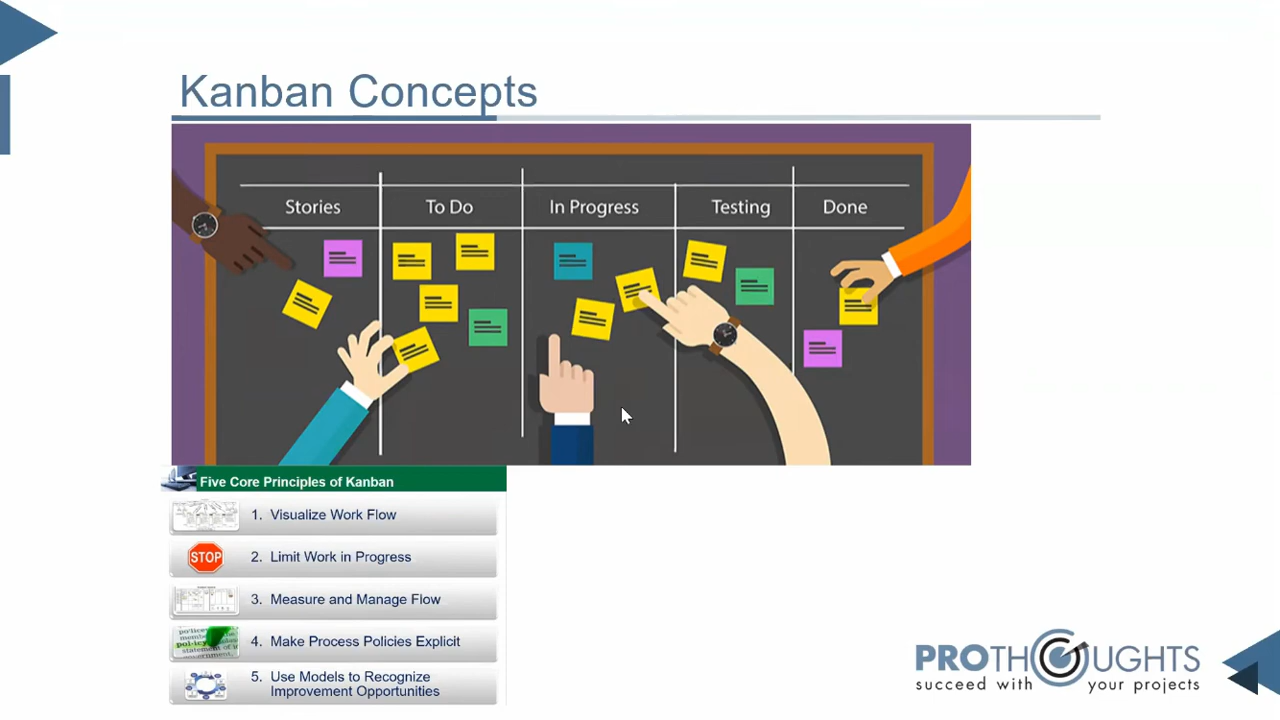 Kanban Concepts
Stories To Do In Progress Testing Done
Five Core Principles of Kanban
1. Visualize Work Flow
STOP
2. Limit Work in Progress
3. Measure and Manage Flow
4. Make Process Policies Explicit
5. Use Models to Recognize
Improvement Opportunities
PROTHOUGHTS
succeed with your projects